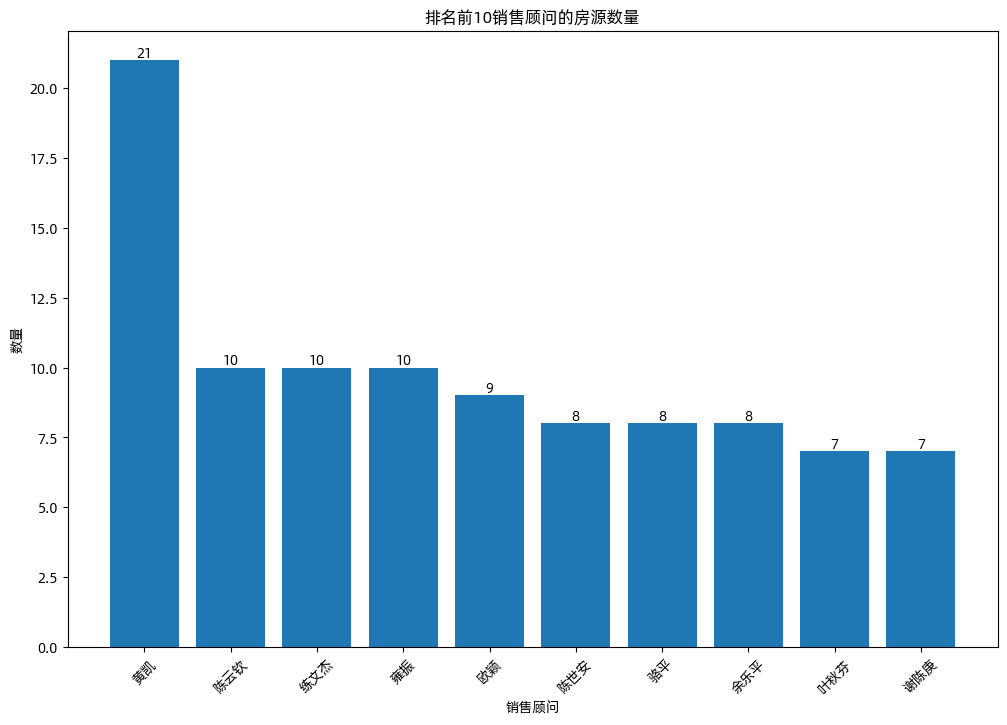 排名前10销售顾问的房源数量
数量
20.0
17.5
15.0
12.5
10.0
7.5
5.0
2.5
0.0
21
10
10
10
9
8
8
8
7
7
黄凯
陈云钦
练文杰
雍振
欧颖
陈世安
骆平
余乐平
叶秋芬
谢陈庚
销售顾问